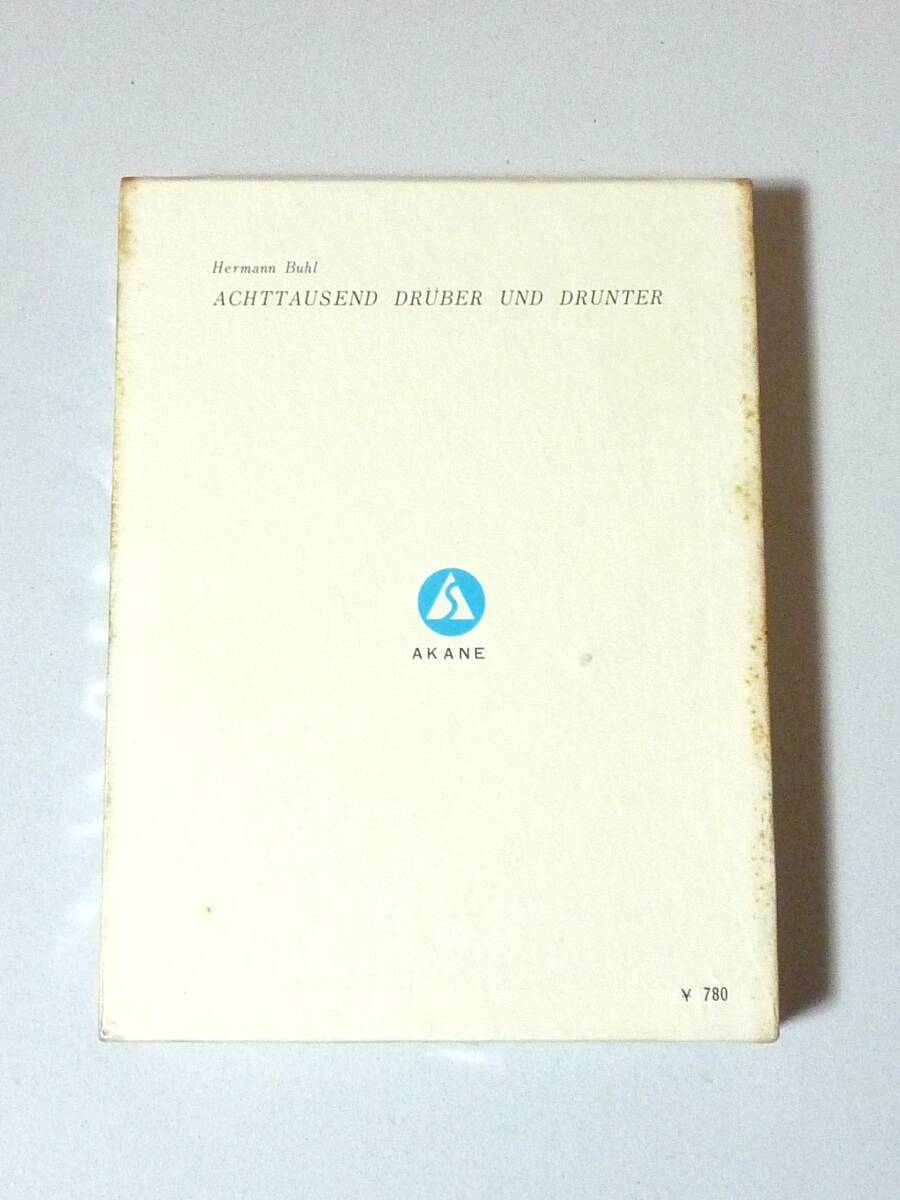 Hermann Buhl
ACHTTAUSEND DRÜBER UND DRUNTER
AKANE
¥ 780